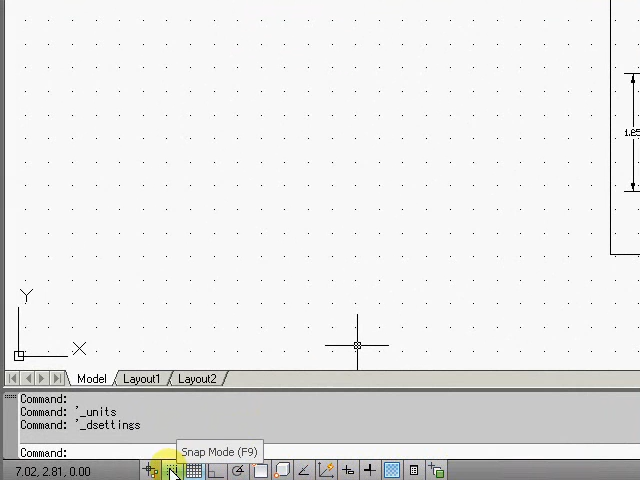 1.25
Y
X
Model Layout1 Layout2
Command:
Command: '_units
Command: '_dsettings
Command:
Snap Mode (F9)
7.02, 2.81, 0.00